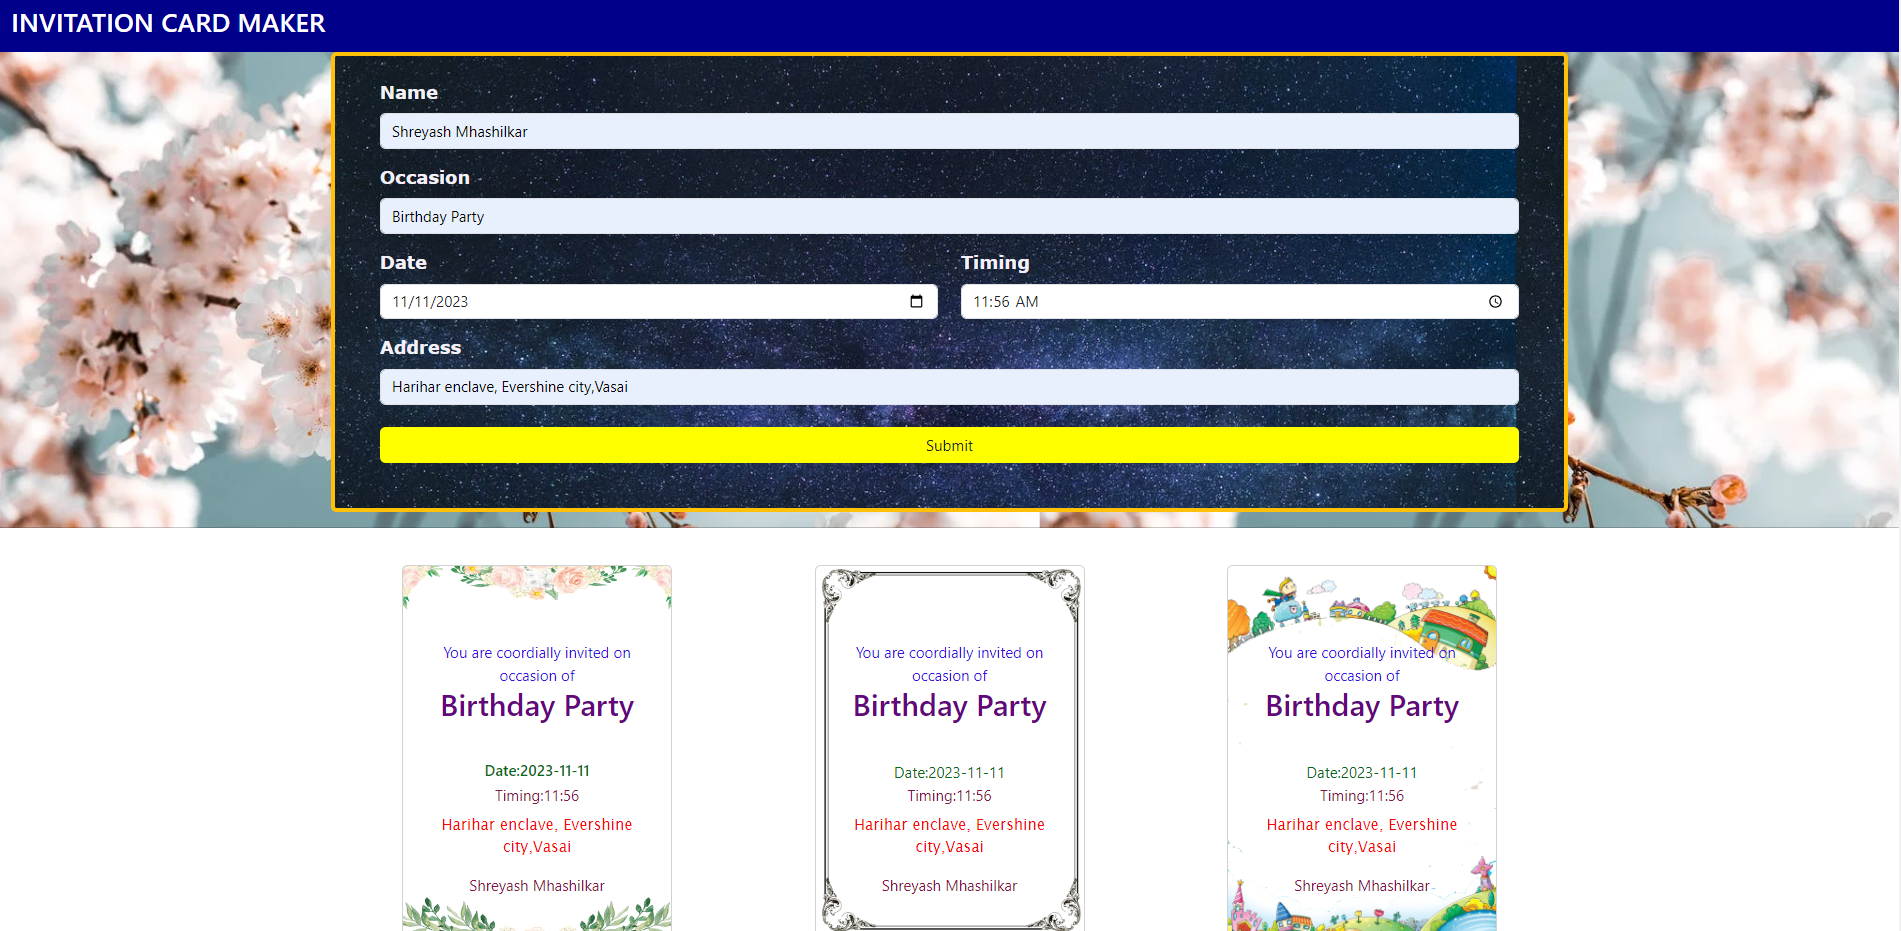 INVITATION CARD MAKER
Name
Shreyash Mhashilkar
Occasion
Birthday Party
Date
Timing
11/11/2023
11:56 AM
Address
Harihar enclave, Evershine city,Vasai
Submit
You are coordially invited on
occasion of
Birthday Party
Date:2023-11-11
Timing:11:56
Harihar enclave, Evershine
city,Vasai
Shreyash Mhashilkar
You are coordially invited on
occasion of
Birthday Party
Date:2023-11-11
Timing:11:56
Harihar enclave, Evershine
city,Vasai
Shreyash Mhashilkar
You are coordially invited on
occasion of
Birthday Party
Date:2023-11-11
Timing:11:56
Harihar enclave, Evershine
city,Vasai
Shreyash Mhashilkar